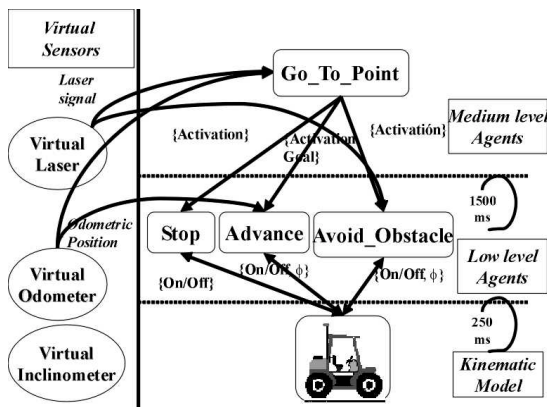 Virtual
Sensors
Laser
signal
Go_To_Point
Virtual
Laser
{Activation}
{Activation
Goal}
{Activatión}
Medium level
Agents
1500
ms
Odometric
Position
Stop
Advance
Avoid_Obstacle
Low level
Agents
{On/Off}
{On/Off, ϕ}
{On/Off, ϕ}
Virtual
Odometer
Virtual
Inclinometer
250
ms
Kinematic
Model